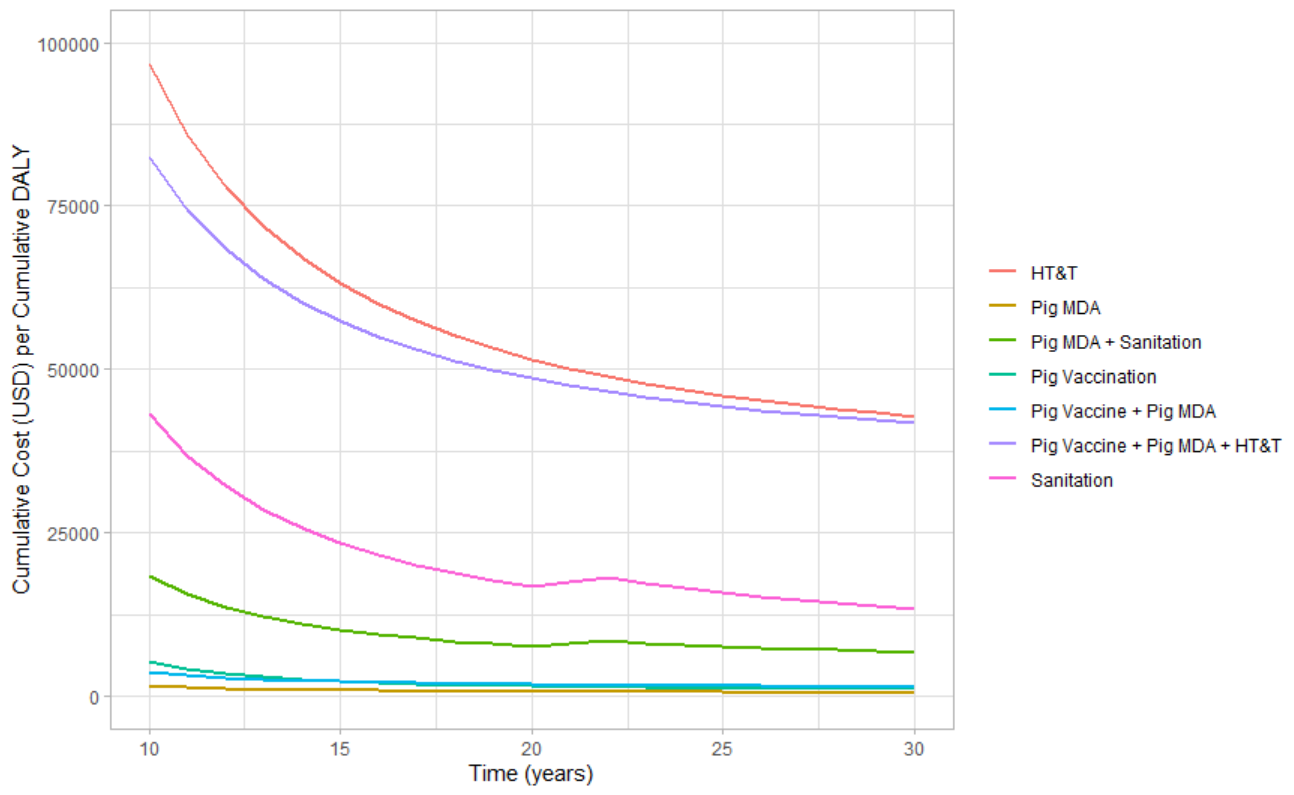 Cumulative Cost (USD) per Cumulative DALY
100000
75000
50000
25000
0
10 15 20 25 30
Time (years)
HT&T
Pig MDA
Pig MDA + Sanitation
Pig Vaccination
Pig Vaccine + Pig MDA
Pig Vaccine + Pig MDA + HT&T
Sanitation